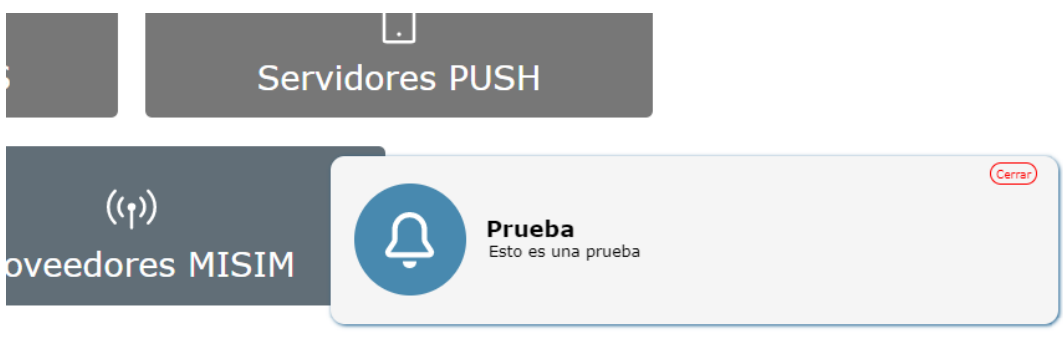 Servidores PUSH
oveedores MISIM
Cerrar
Prueba
Esto es una prueba